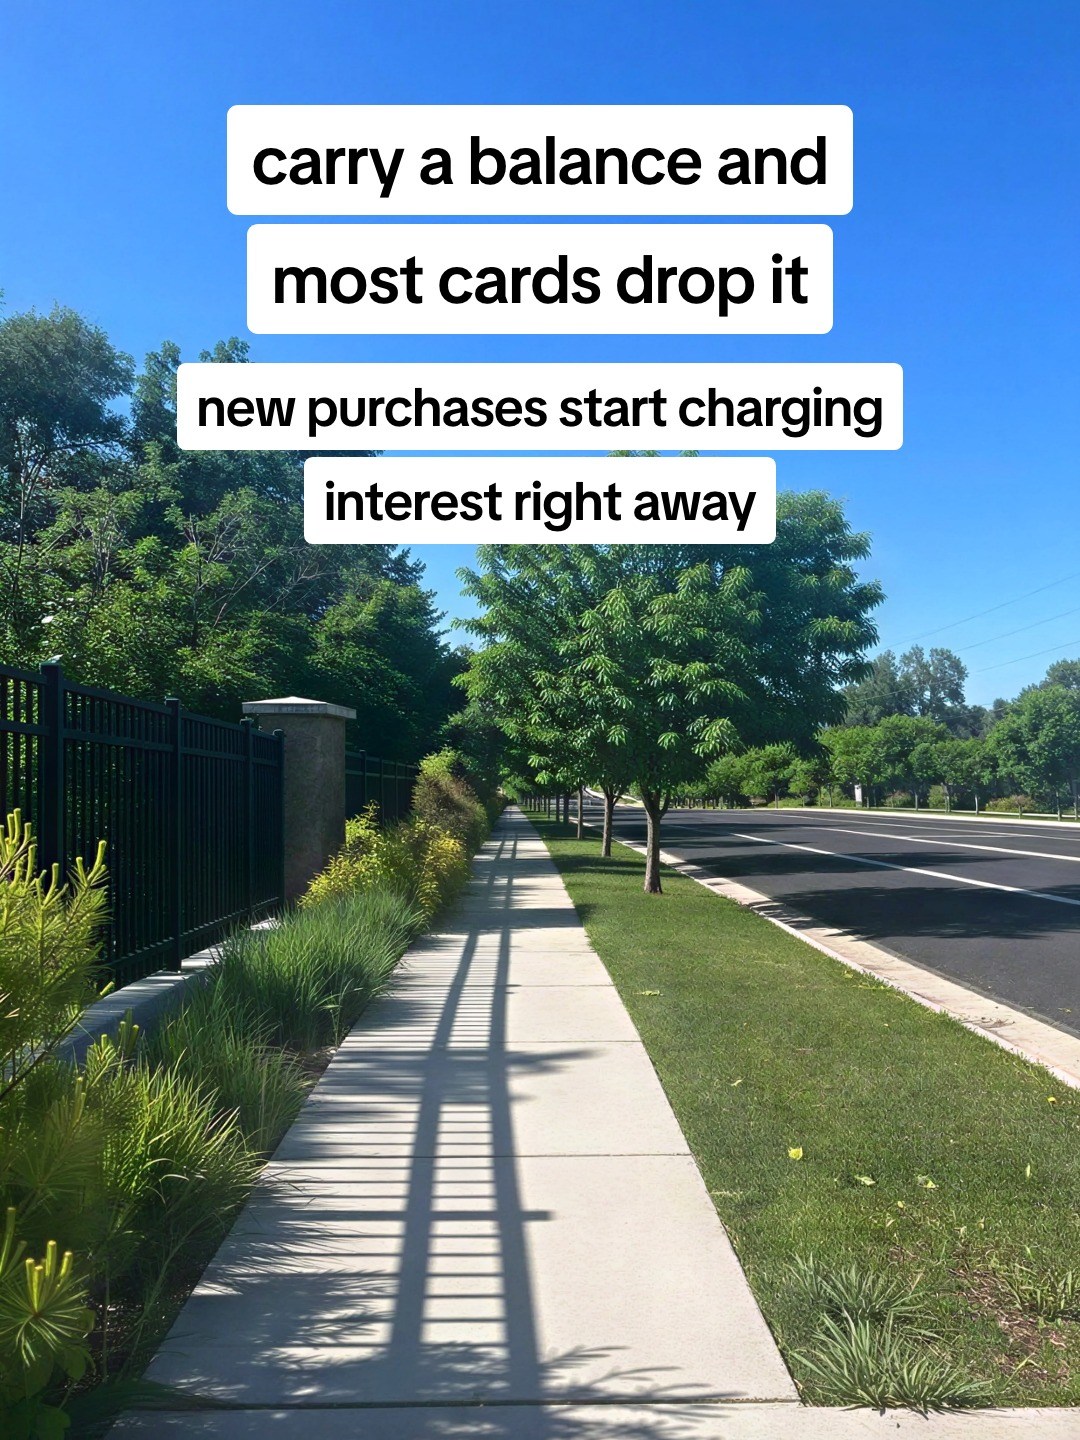 carry a balance and
most cards drop it
new purchases start charging
interest right away